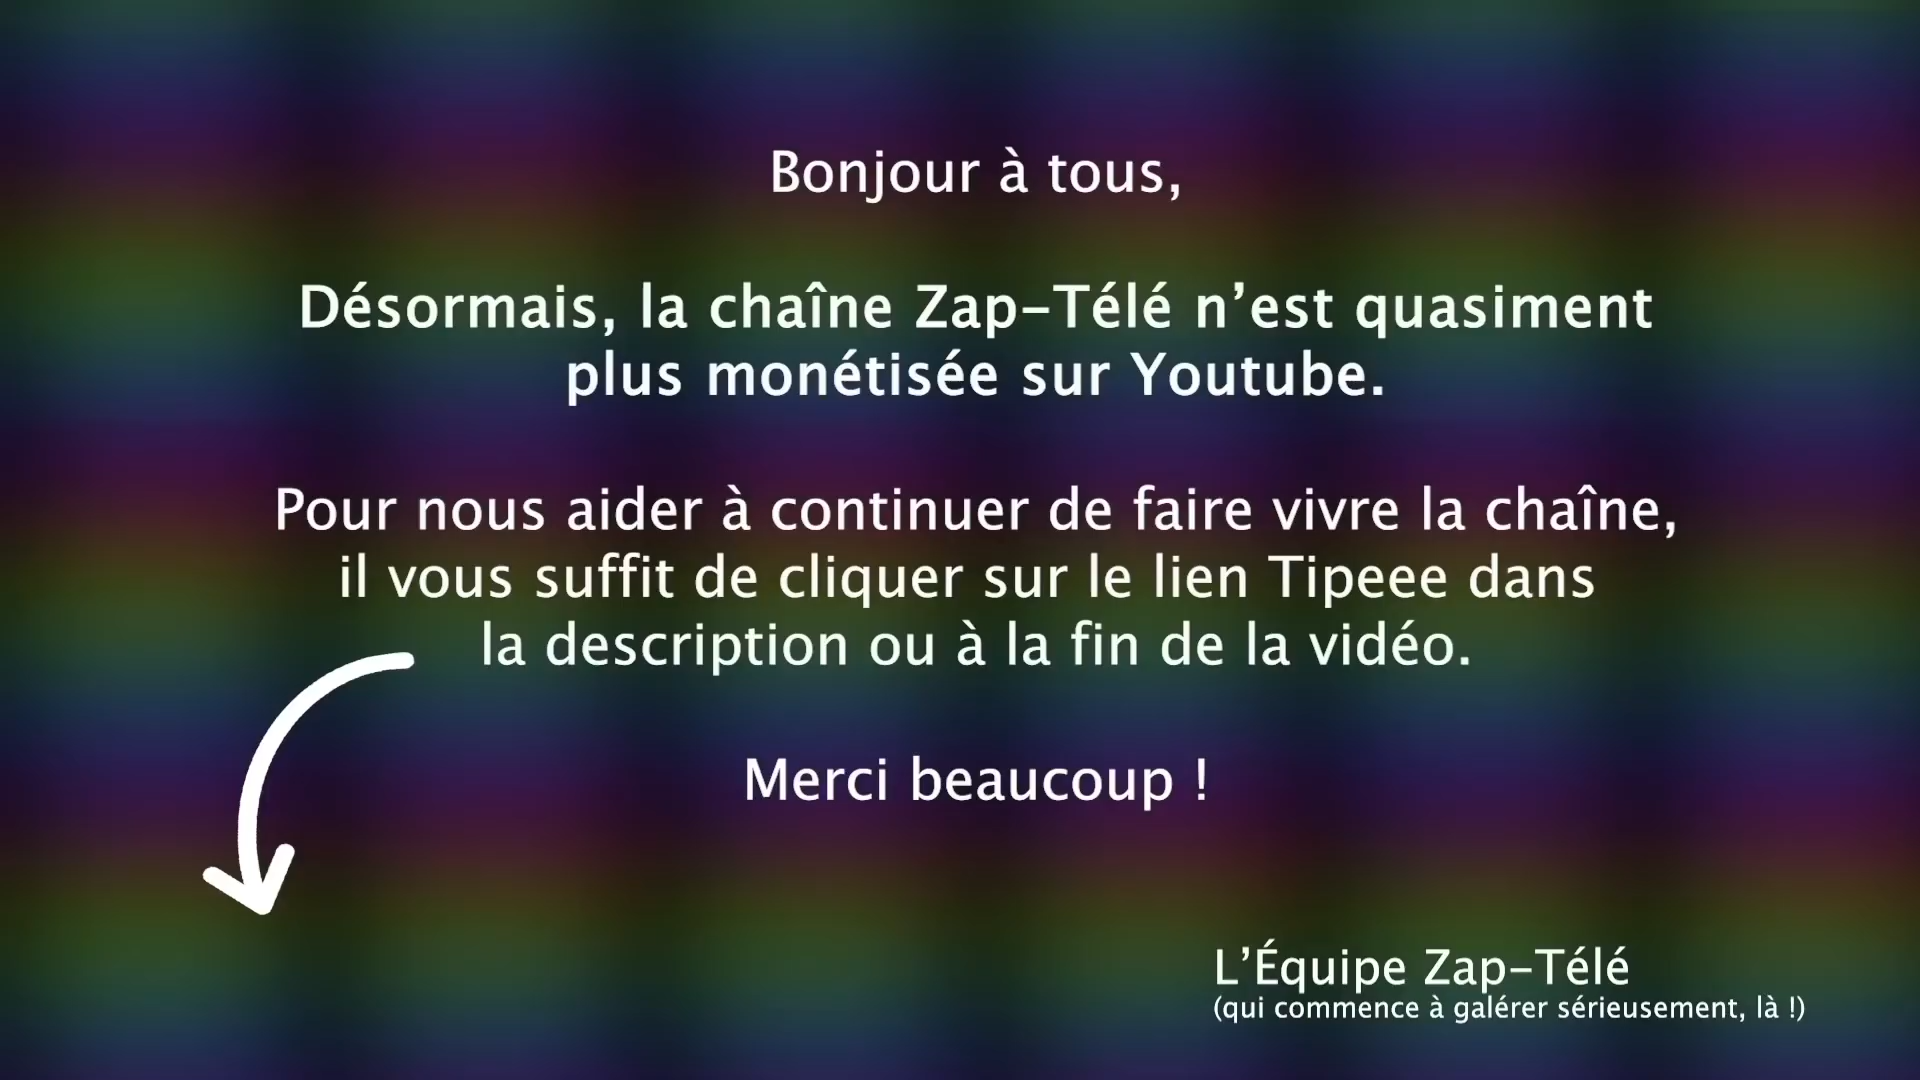 Bonjour à tous,
Désormais, la chaîne Zap-Télé n’est quasiment
plus monétisée sur Youtube.
Pour nous aider à continuer de faire vivre la chaîne,
il vous suffit de cliquer sur le lien Tipeee dans
la description ou à la fin de la vidéo.
Merci beaucoup !
L’Équipe Zap-Télé
(qui commence à galérer sérieusement, là !)